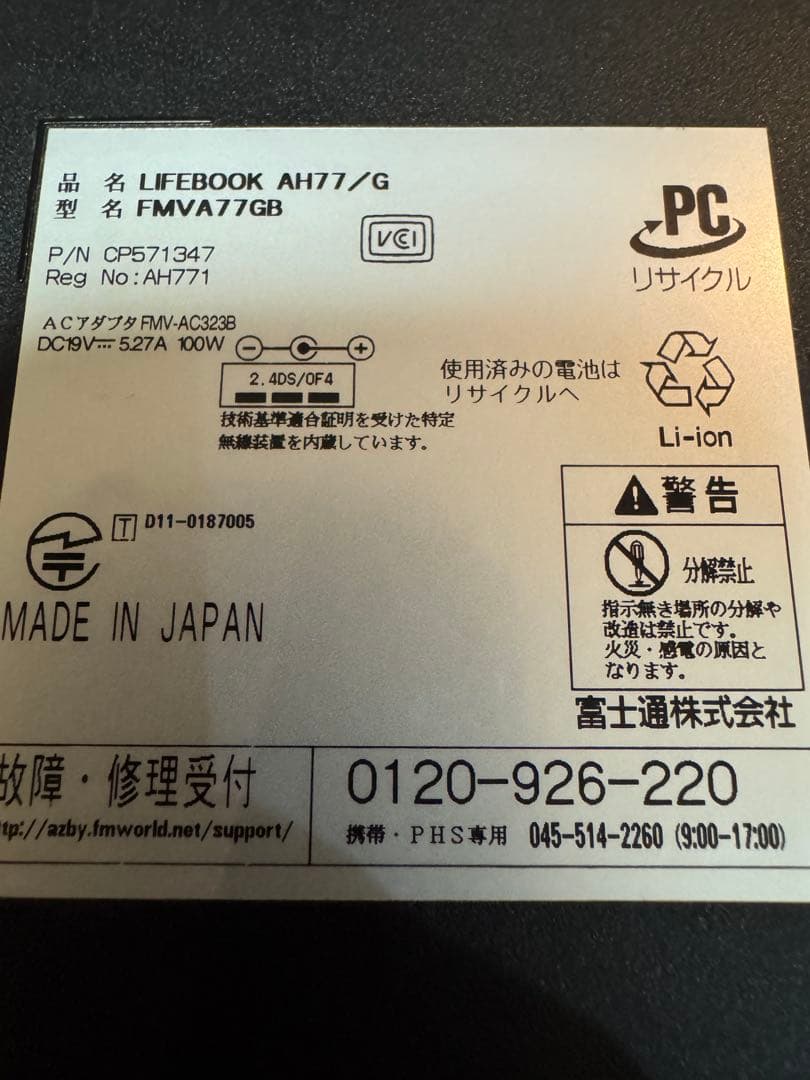 品 名 LIFEBOOK AH77/G
型 名 FMVA77GB
VCCI
P/N CP571347
Reg No:AH771
PC
リサイクル
ACアダプタ FMV-AC323B
DC19V 5.27A 100W
2.4DS/OF4
技術基準適合証明を受けた特定
無線装置を内蔵しています。
使用済みの電池は
リサイクルへ
Li-ion
T D11-0187005
MADE IN JAPAN
警告
分解禁止
指示無き場所の分解や
改造は禁止です。
火災・感電の原因と
なります。
富士通株式会社
故障・修理受付
tp://azby.fmworld.net/support/
0120-926-220
携帯・PHS専用 045-514-2260 (9:00-17:00)